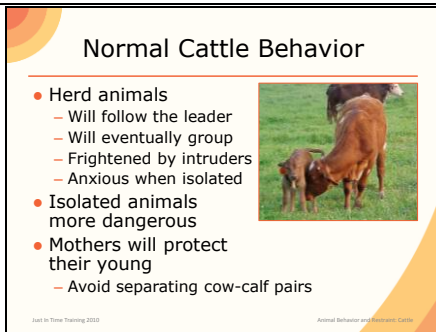 Normal Cattle Behavior
● Herd animals
– Will follow the leader
– Will eventually group
– Frightened by intruders
– Anxious when isolated
● Isolated animals
more dangerous
● Mothers will protect
their young
– Avoid separating cow-calf pairs
Just In Time Training 2010
Animal Behavior and Restraint: Cattle